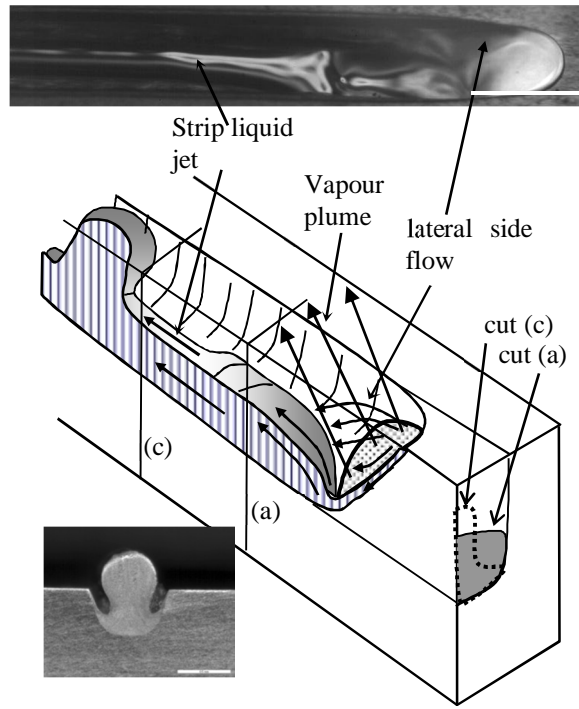 Strip liquid
jet
Vapour
plume
lateral side
flow
cut (c)
cut (a)
(c)
(a)